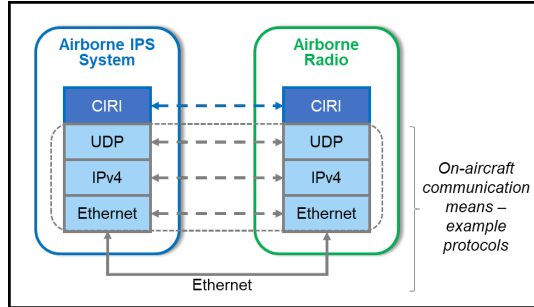 Airborne IPS
System
Airborne
Radio
CIRI
CIRI
UDP
UDP
IPv4
IPv4
Ethernet
Ethernet
Ethernet
On-aircraft
communication
means –
example
protocols